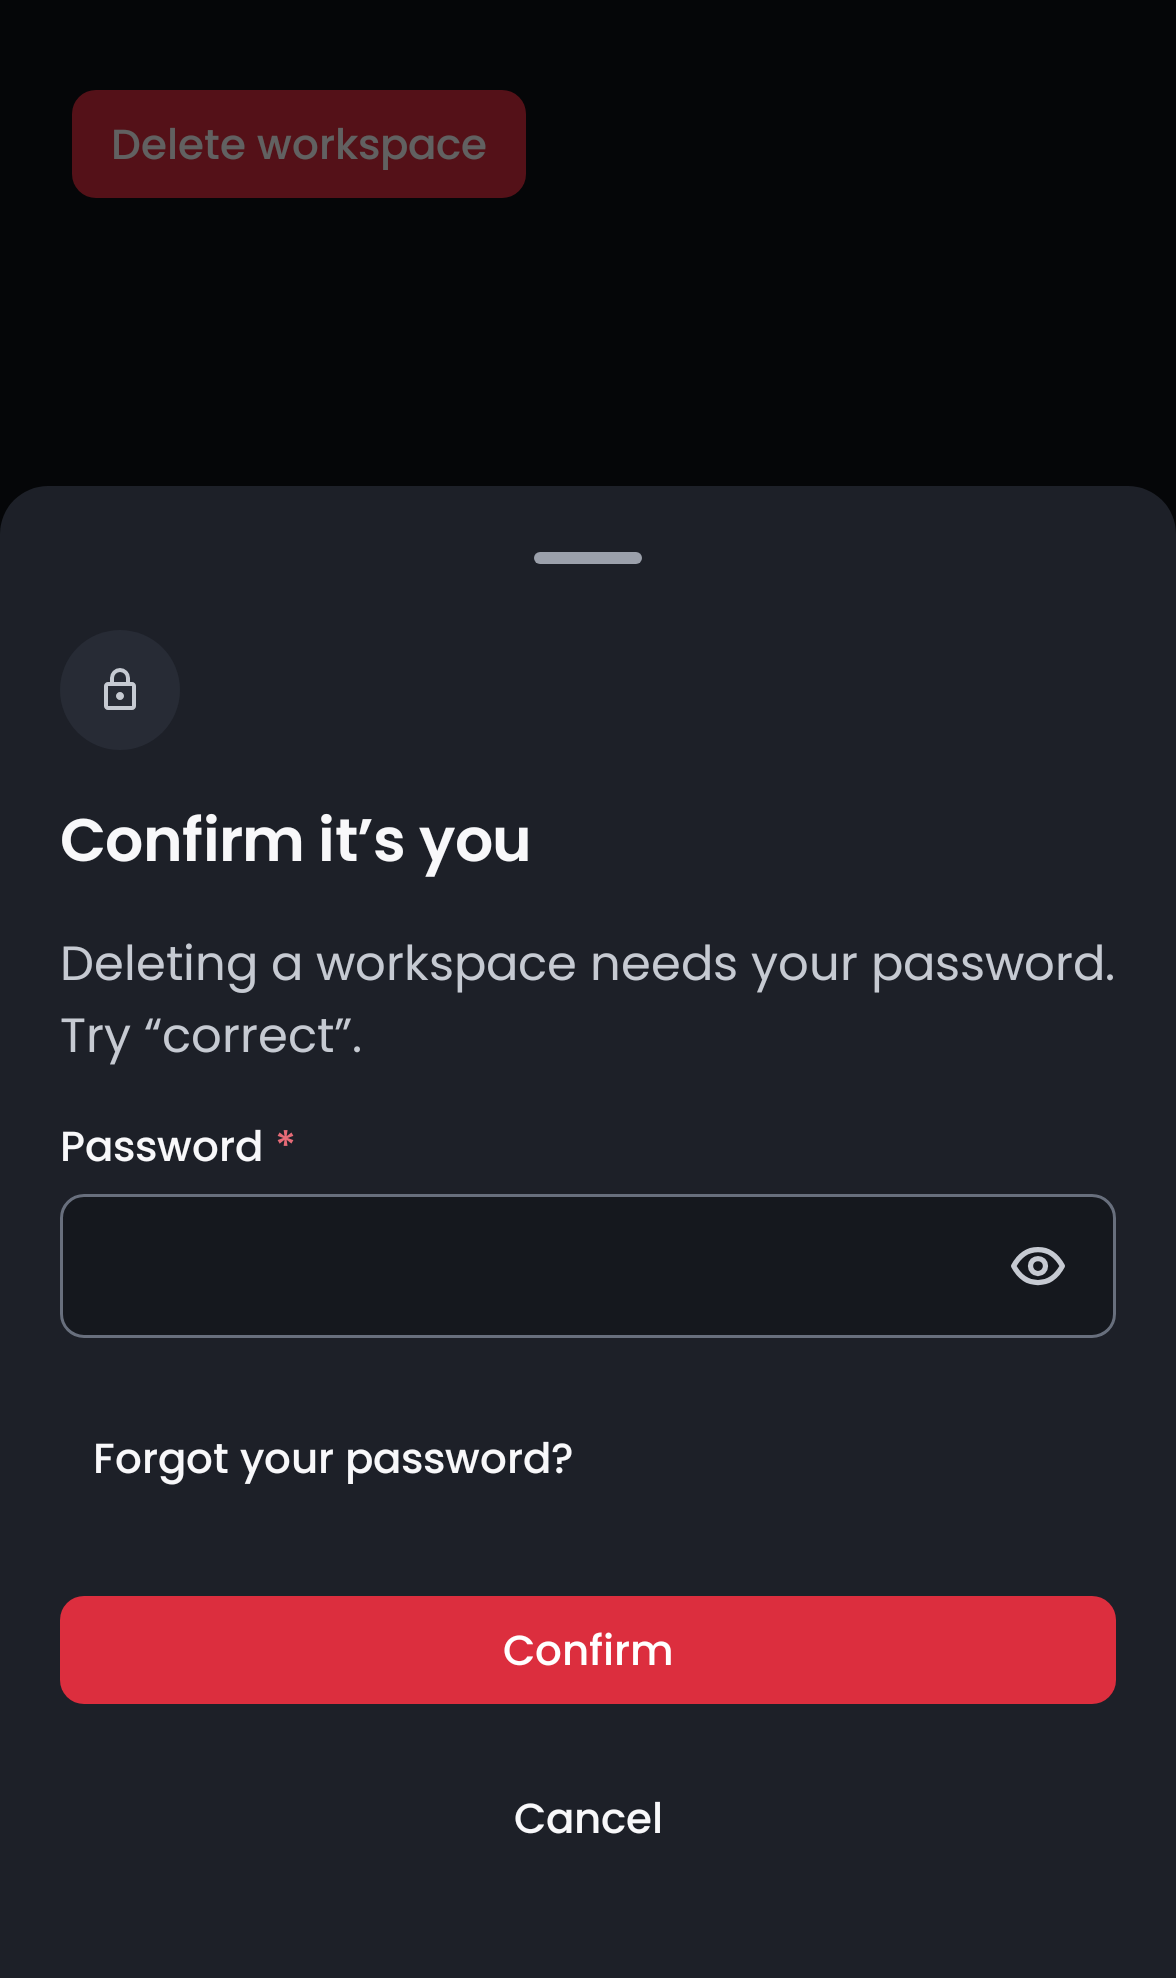 Delete workspace
Confirm it’s you
Deleting a workspace needs your password.
Try “correct”.
Password *
Forgot your password?
Confirm
Cancel